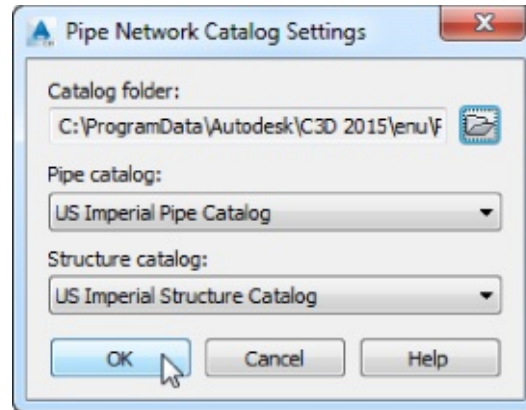 Pipe Network Catalog Settings
Catalog folder:
C:\ProgramData\Autodesk\C3D 2015\enu\F
Pipe catalog:
US Imperial Pipe Catalog
Structure catalog:
US Imperial Structure Catalog
OK Cancel Help